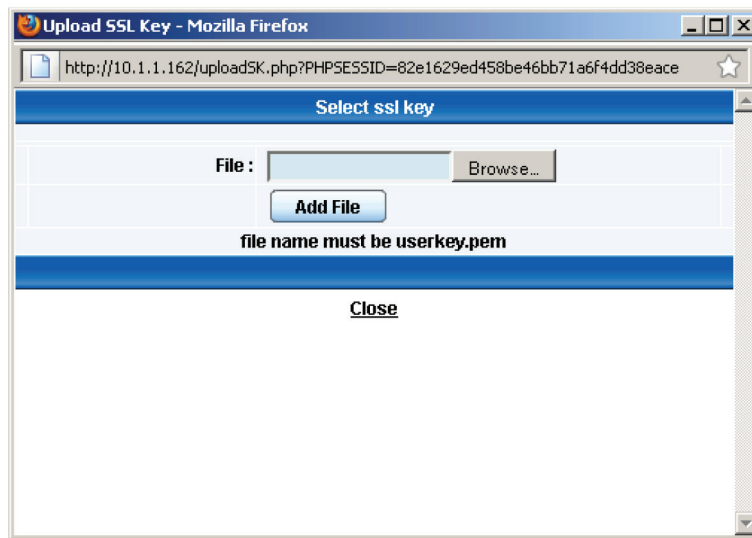 Upload SSL Key - Mozilla Firefox
http://10.1.1.162/uploadSK.php?PHPSESSID=82e1629ed458be46bb71a6f4dd38eace
Select ssl key
File : Browse...
Add File
file name must be userkey.pem
Close